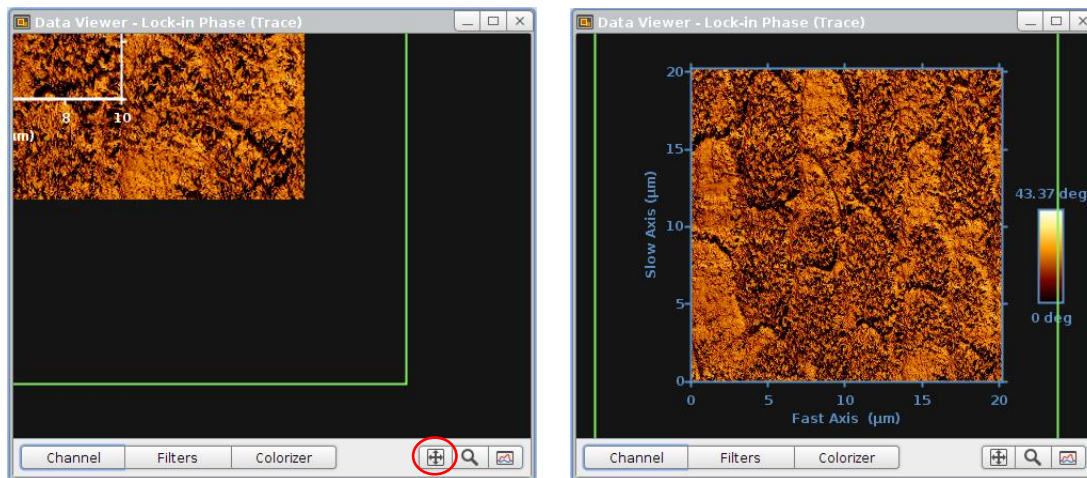 Data Viewer - Lock-in Phase (Trace)
8 10
m)
Channel Filters Colorizer
Data Viewer - Lock-in Phase (Trace)
20
15
10
5
0
Slow Axis (µm)
0 5 10 15 20
Fast Axis (µm)
43.37 deg
0 deg
Channel Filters Colorizer